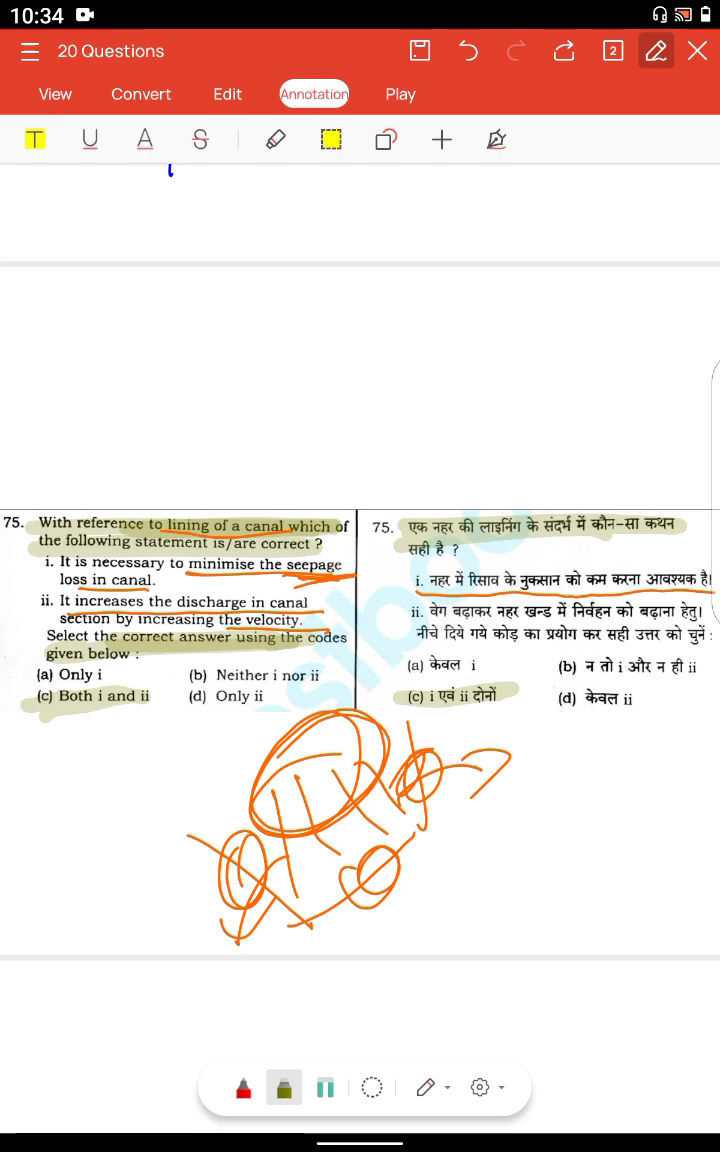 10:34
20 Questions
2
View Convert Edit Annotation Play
T U A S
75. With reference to lining of a canal which of
the following statement is/are correct ?
i. It is necessary to minimise the seepage
loss in canal.
ii. It increases the discharge in canal
section by increasing the velocity.
Select the correct answer using the codes
given below :
(a) Only i (b) Neither i nor ii
(c) Both i and ii (d) Only ii
75. एक नहर की लाइनिंग के संदर्भ में कौन-सा कथन
सही है ?
i. नहर में रिसाव के नुकसान को कम करना आवश्यक है।
ii. वेग बढ़ाकर नहर खन्ड में निर्वहन को बढ़ाना हेतु।
नीचे दिये गये कोड़ का प्रयोग कर सही उत्तर को चुनें :
(a) केवल i (b) न तो i और न ही ii
(c) i एवं ii दोनों (d) केवल ii